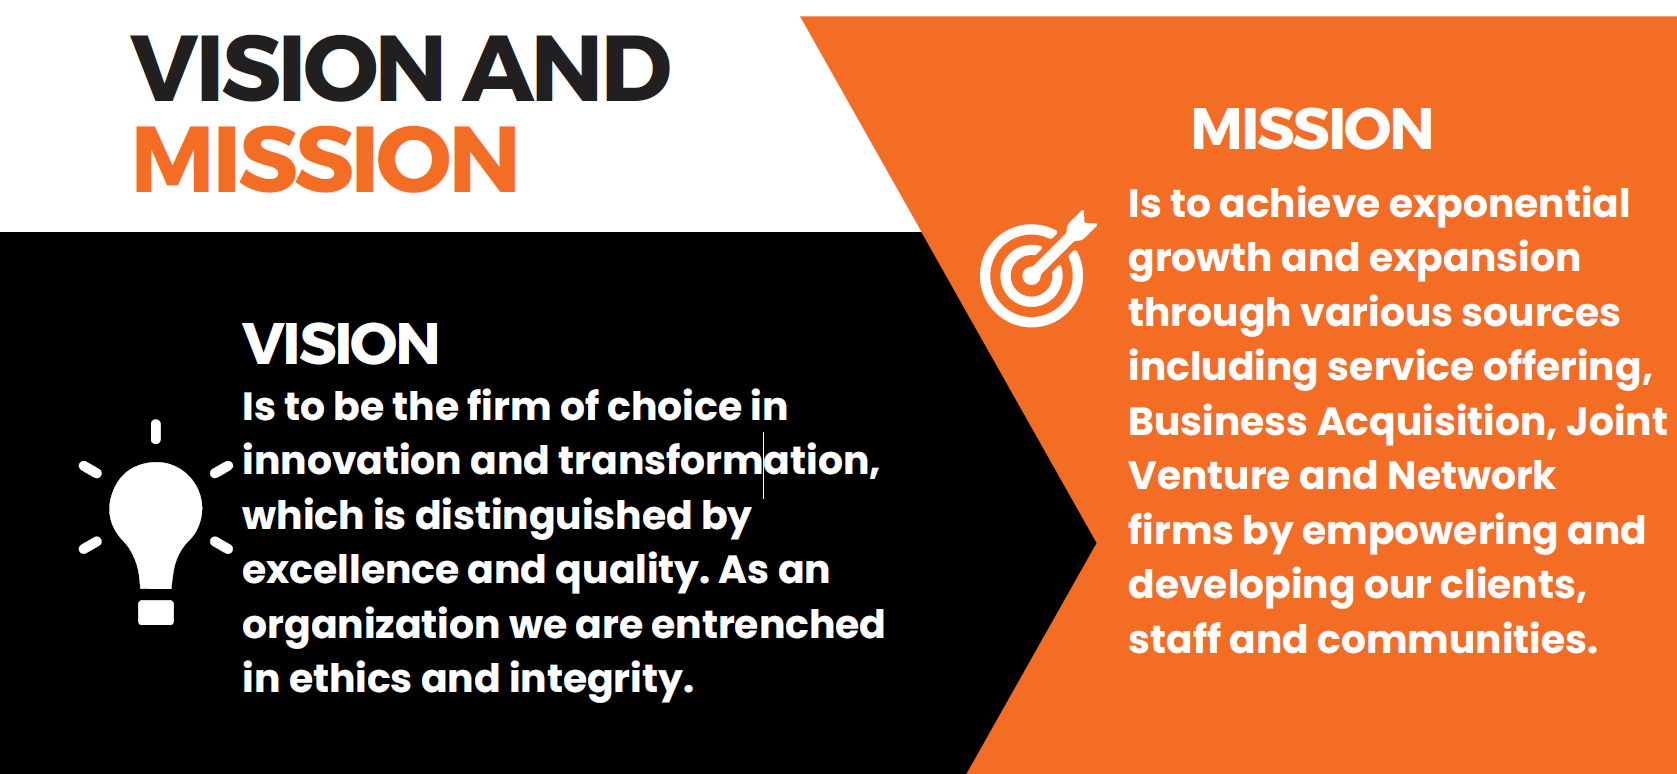 VISION AND
MISSION
VISION
Is to be the firm of choice in
innovation and transformation,
which is distinguished by
excellence and quality. As an
organization we are entrenched
in ethics and integrity.
MISSION
Is to achieve exponential
growth and expansion
through various sources
including service offering,
Business Acquisition, Joint
Venture and Network
firms by empowering and
developing our clients,
staff and communities.